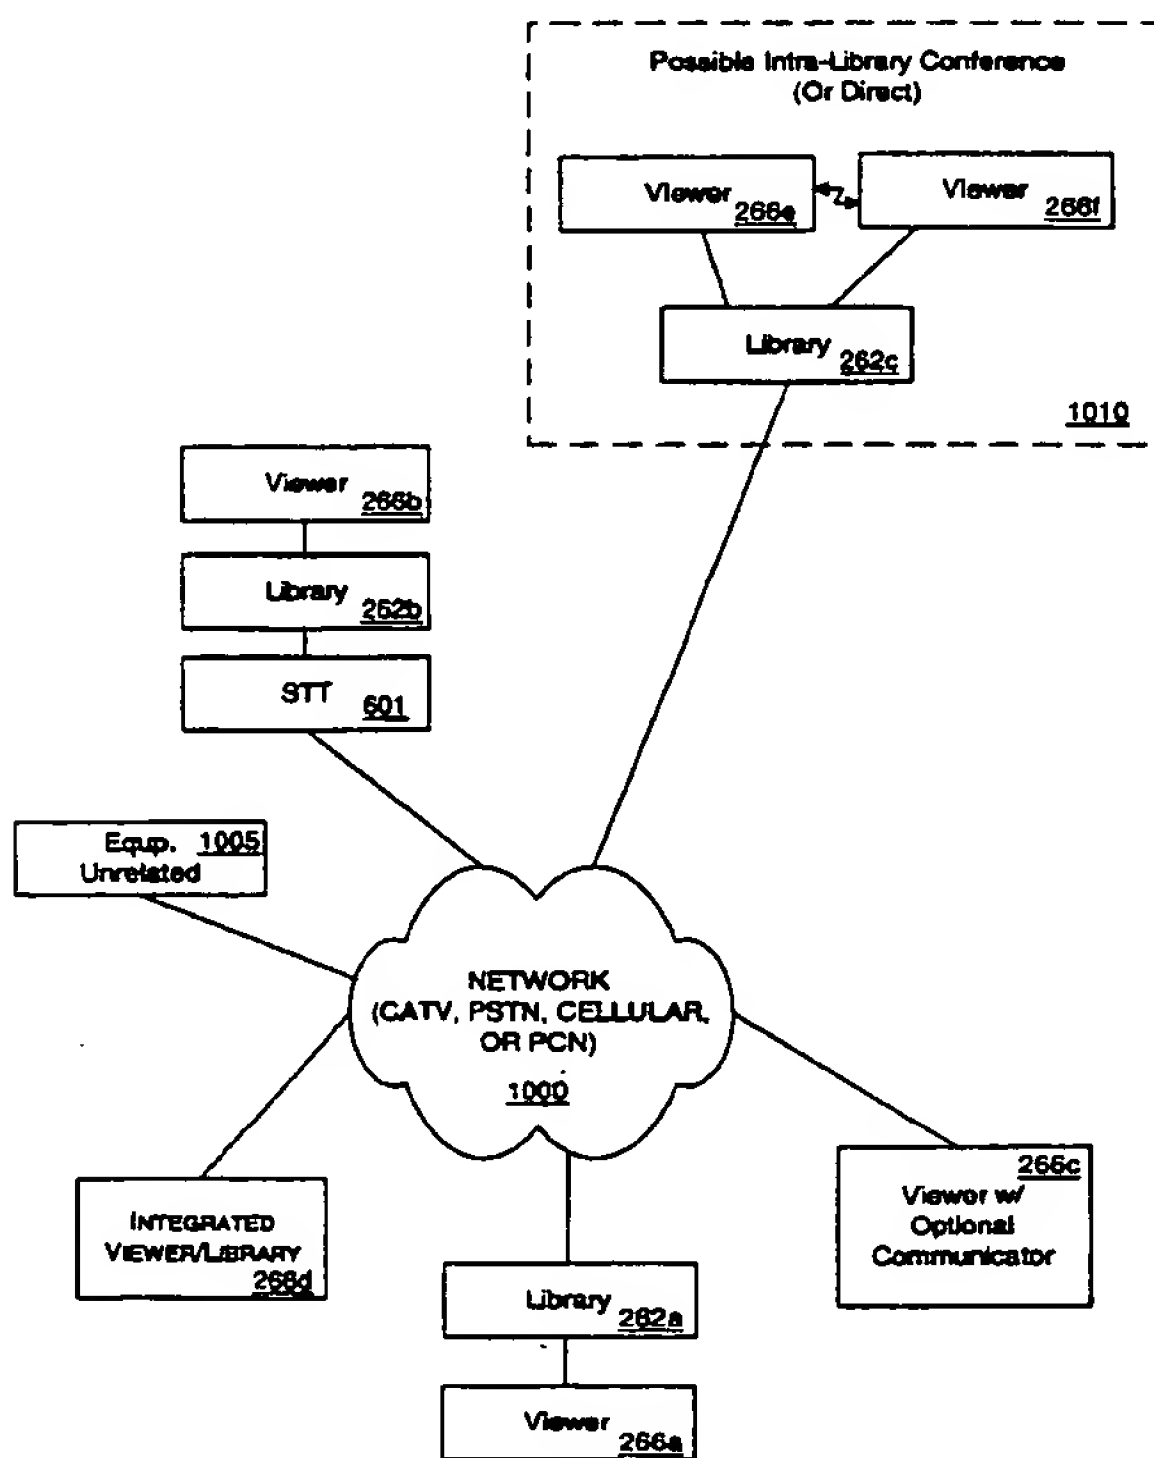 Possible Intra-Library Conference
(Or Direct)
Viewer
266e
Viewer
266f
Library
262c
1010
Viewer
266b
Library
262b
STT
601
Equp. 1005
Unrelated
NETWORK
(CATV, PSTN, CELLULAR,
OR PCN)
1000
266c
Viewer w/
Optional
Communicator
INTEGRATED
VIEWER/LIBRARY
266d
Library
262a
Viewer
266a